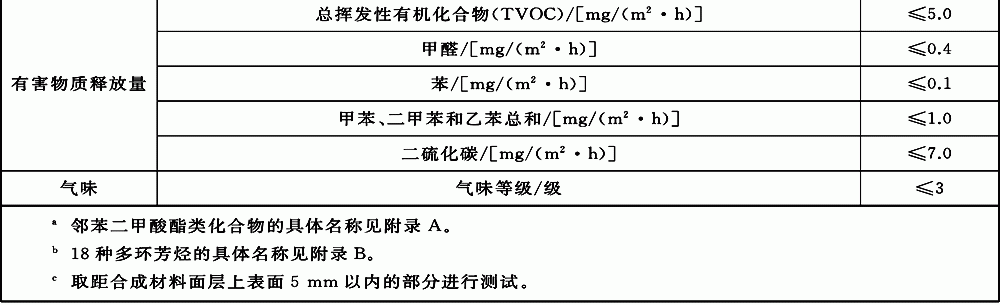 总挥发性有机化合物(TVOC)/[mg/(m²·h)] ≤5.0
甲醛/[mg/(m²·h)] ≤0.4
有害物质释放量 苯/[mg/(m²·h)] ≤0.1
甲苯、二甲苯和乙苯总和/[mg/(m²·h)] ≤1.0
二硫化碳/[mg/(m²·h)] ≤7.0
气味 气味等级/级 ≤3
ᵃ 邻苯二甲酸酯类化合物的具体名称见附录 A。
ᵇ 18 种多环芳烃的具体名称见附录 B。
ᶜ 取距合成材料面层上表面 5 mm 以内的部分进行测试。